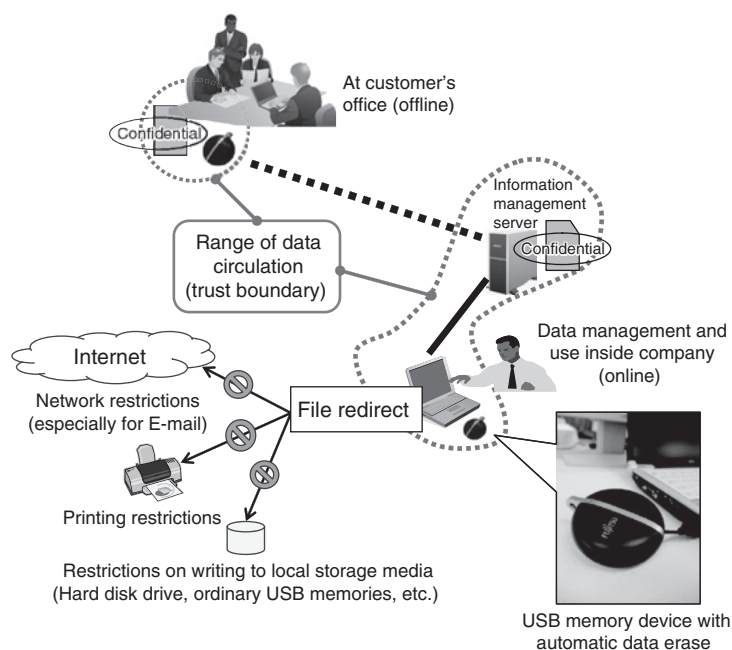 At customer's
office (offline)
Confidential
Information
management
server
Confidential
Range of data
circulation
(trust boundary)
Data management and
use inside company
(online)
Internet
Network restrictions
(especially for E-mail)
File redirect
Printing restrictions
Restrictions on writing to local storage media
(Hard disk drive, ordinary USB memories, etc.)
FUJITSU
USB memory device with
automatic data erase